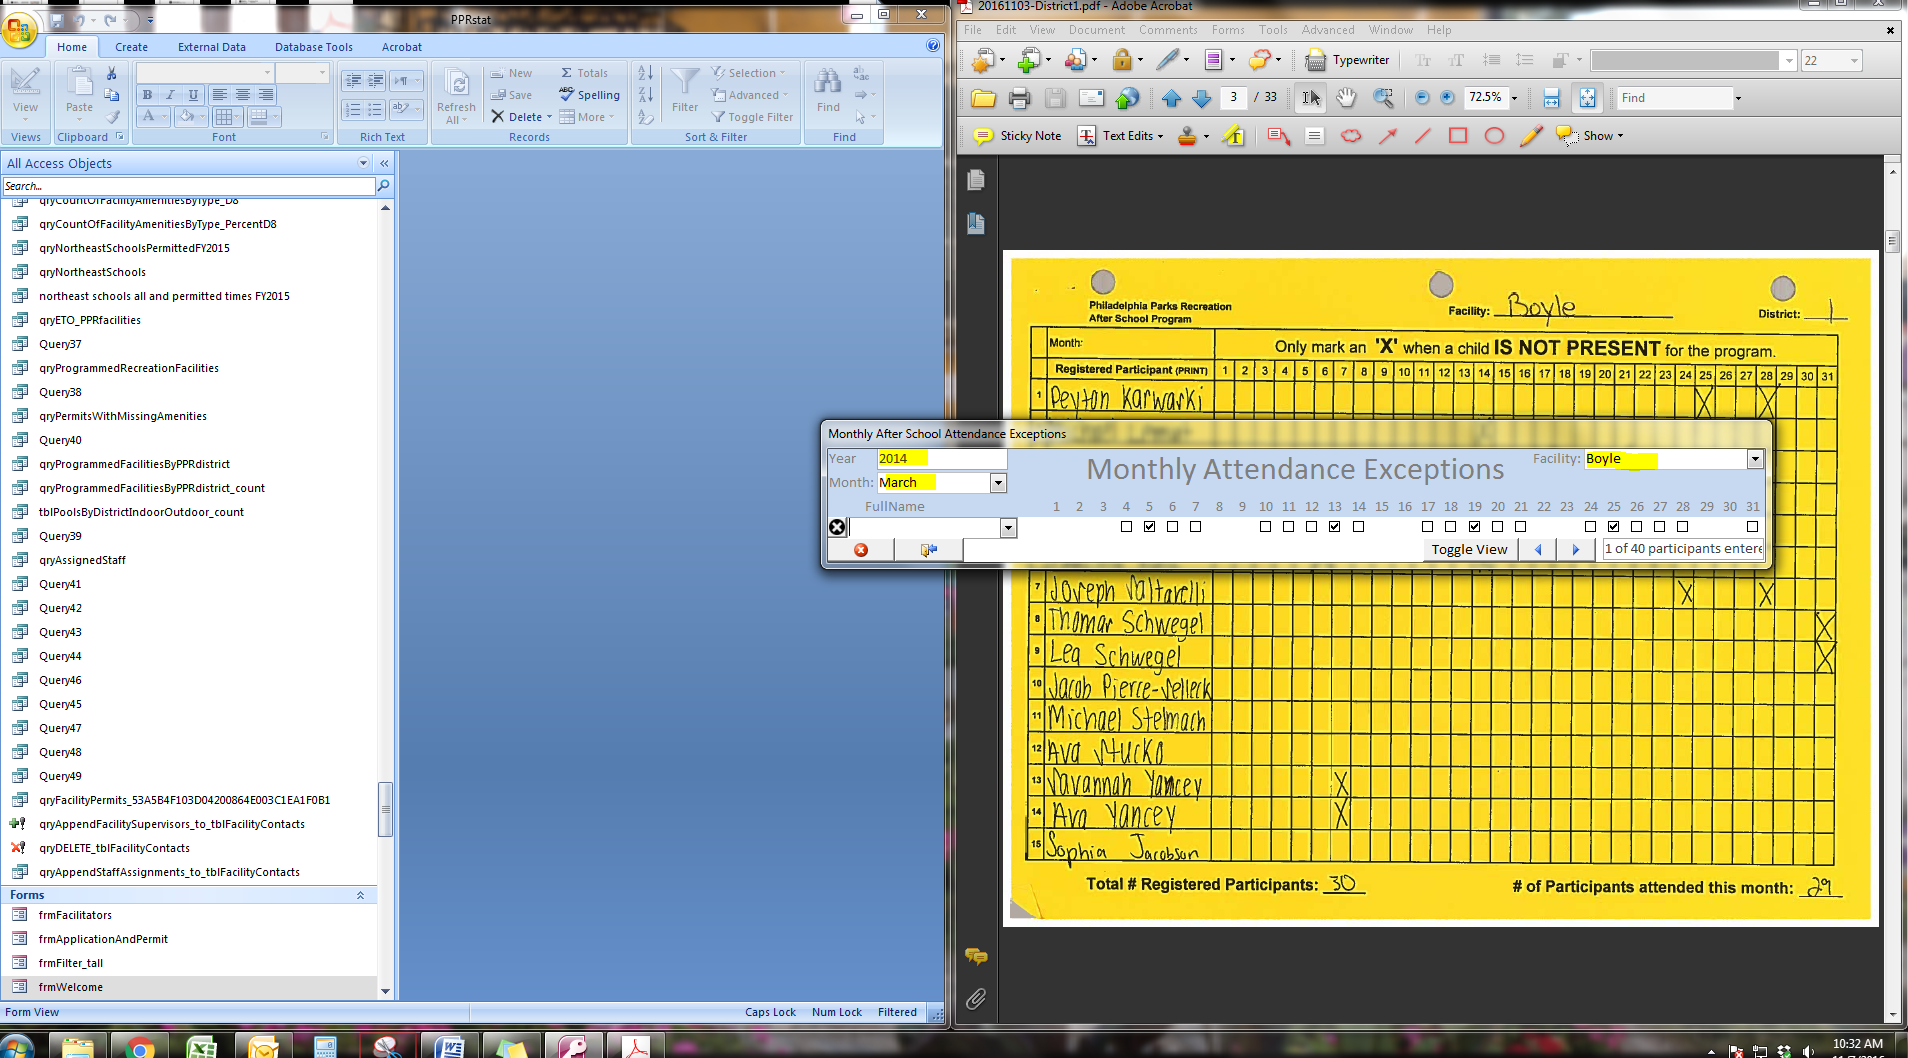 PPRstat
Home Create External Data Database Tools Acrobat
View Paste Refresh All New Save Delete Totals Spelling More Filter Selection Advanced Toggle Filter Find
Views Clipboard Font Rich Text Records Sort & Filter Find
All Access Objects
Search...
qryCountOfFacilityAmenitiesByType_D8
qryCountOfFacilityAmenitiesByType_PercentD8
qryNortheastSchoolsPermittedFY2015
qryNortheastSchools
northeast schools all and permitted times FY2015
qryETO_PPRfacilities
Query37
qryProgrammedRecreationFacilities
Query38
qryPermitsWithMissingAmenities
Query40
qryProgrammedFacilitiesByPPRdistrict
qryProgrammedFacilitiesByPPRdistrict_count
tblPoolsByDistrictIndoorOutdoor_count
Query39
qryAssignedStaff
Query41
Query42
Query43
Query44
Query46
Query45
Query47
Query48
Query49
qryFacilityPermits_53A5B4F103D04200864E003C1EA1F0B1
qryAppendFacilitySupervisors_to_tblFacilityContacts
qryDELETE_tblFacilityContacts
qryAppendStaffAssignments_to_tblFacilityContacts
Forms
frmFacilitators
frmApplicationAndPermit
frmFilter_tall
frmWelcome
Form View Caps Lock Num Lock Filtered
20161103-District1.pdf - Adobe Acrobat
File Edit View Document Comments Forms Tools Advanced Window Help
Typewriter 22
3 / 33 72.5% Find
Sticky Note Text Edits Show
Philadelphia Parks Recreation
After School Program
Facility: Boyle
District: 1
Month: Only mark an 'X' when a child IS NOT PRESENT for the program.
Registered Participant (PRINT) 1 2 3 4 5 6 7 8 9 10 11 12 13 14 15 16 17 18 19 20 21 22 23 24 25 26 27 28 29 30 31
1 Peyton Karwarki X X
Monthly After School Attendance Exceptions
Year 2014 Monthly Attendance Exceptions Facility: Boyle
Month: March
FullName 1 2 3 4 5 6 7 8 9 10 11 12 13 14 15 16 17 18 19 20 21 22 23 24 25 26 27 28 29 30 31
Toggle View 1 of 40 participants entere
7 Joseph Saltarelli X X
8 Thomar Schwegel X
9 Lea Schwegel X
10 Jacob Pierce-Selleck
11 Michael Stelmach
12 Ava Stucko
13 Savannah Yancey X
14 Ava Yancey X
15 Sophia Jacobson
Total # Registered Participants: 30 # of Participants attended this month: 29
10:32 AM